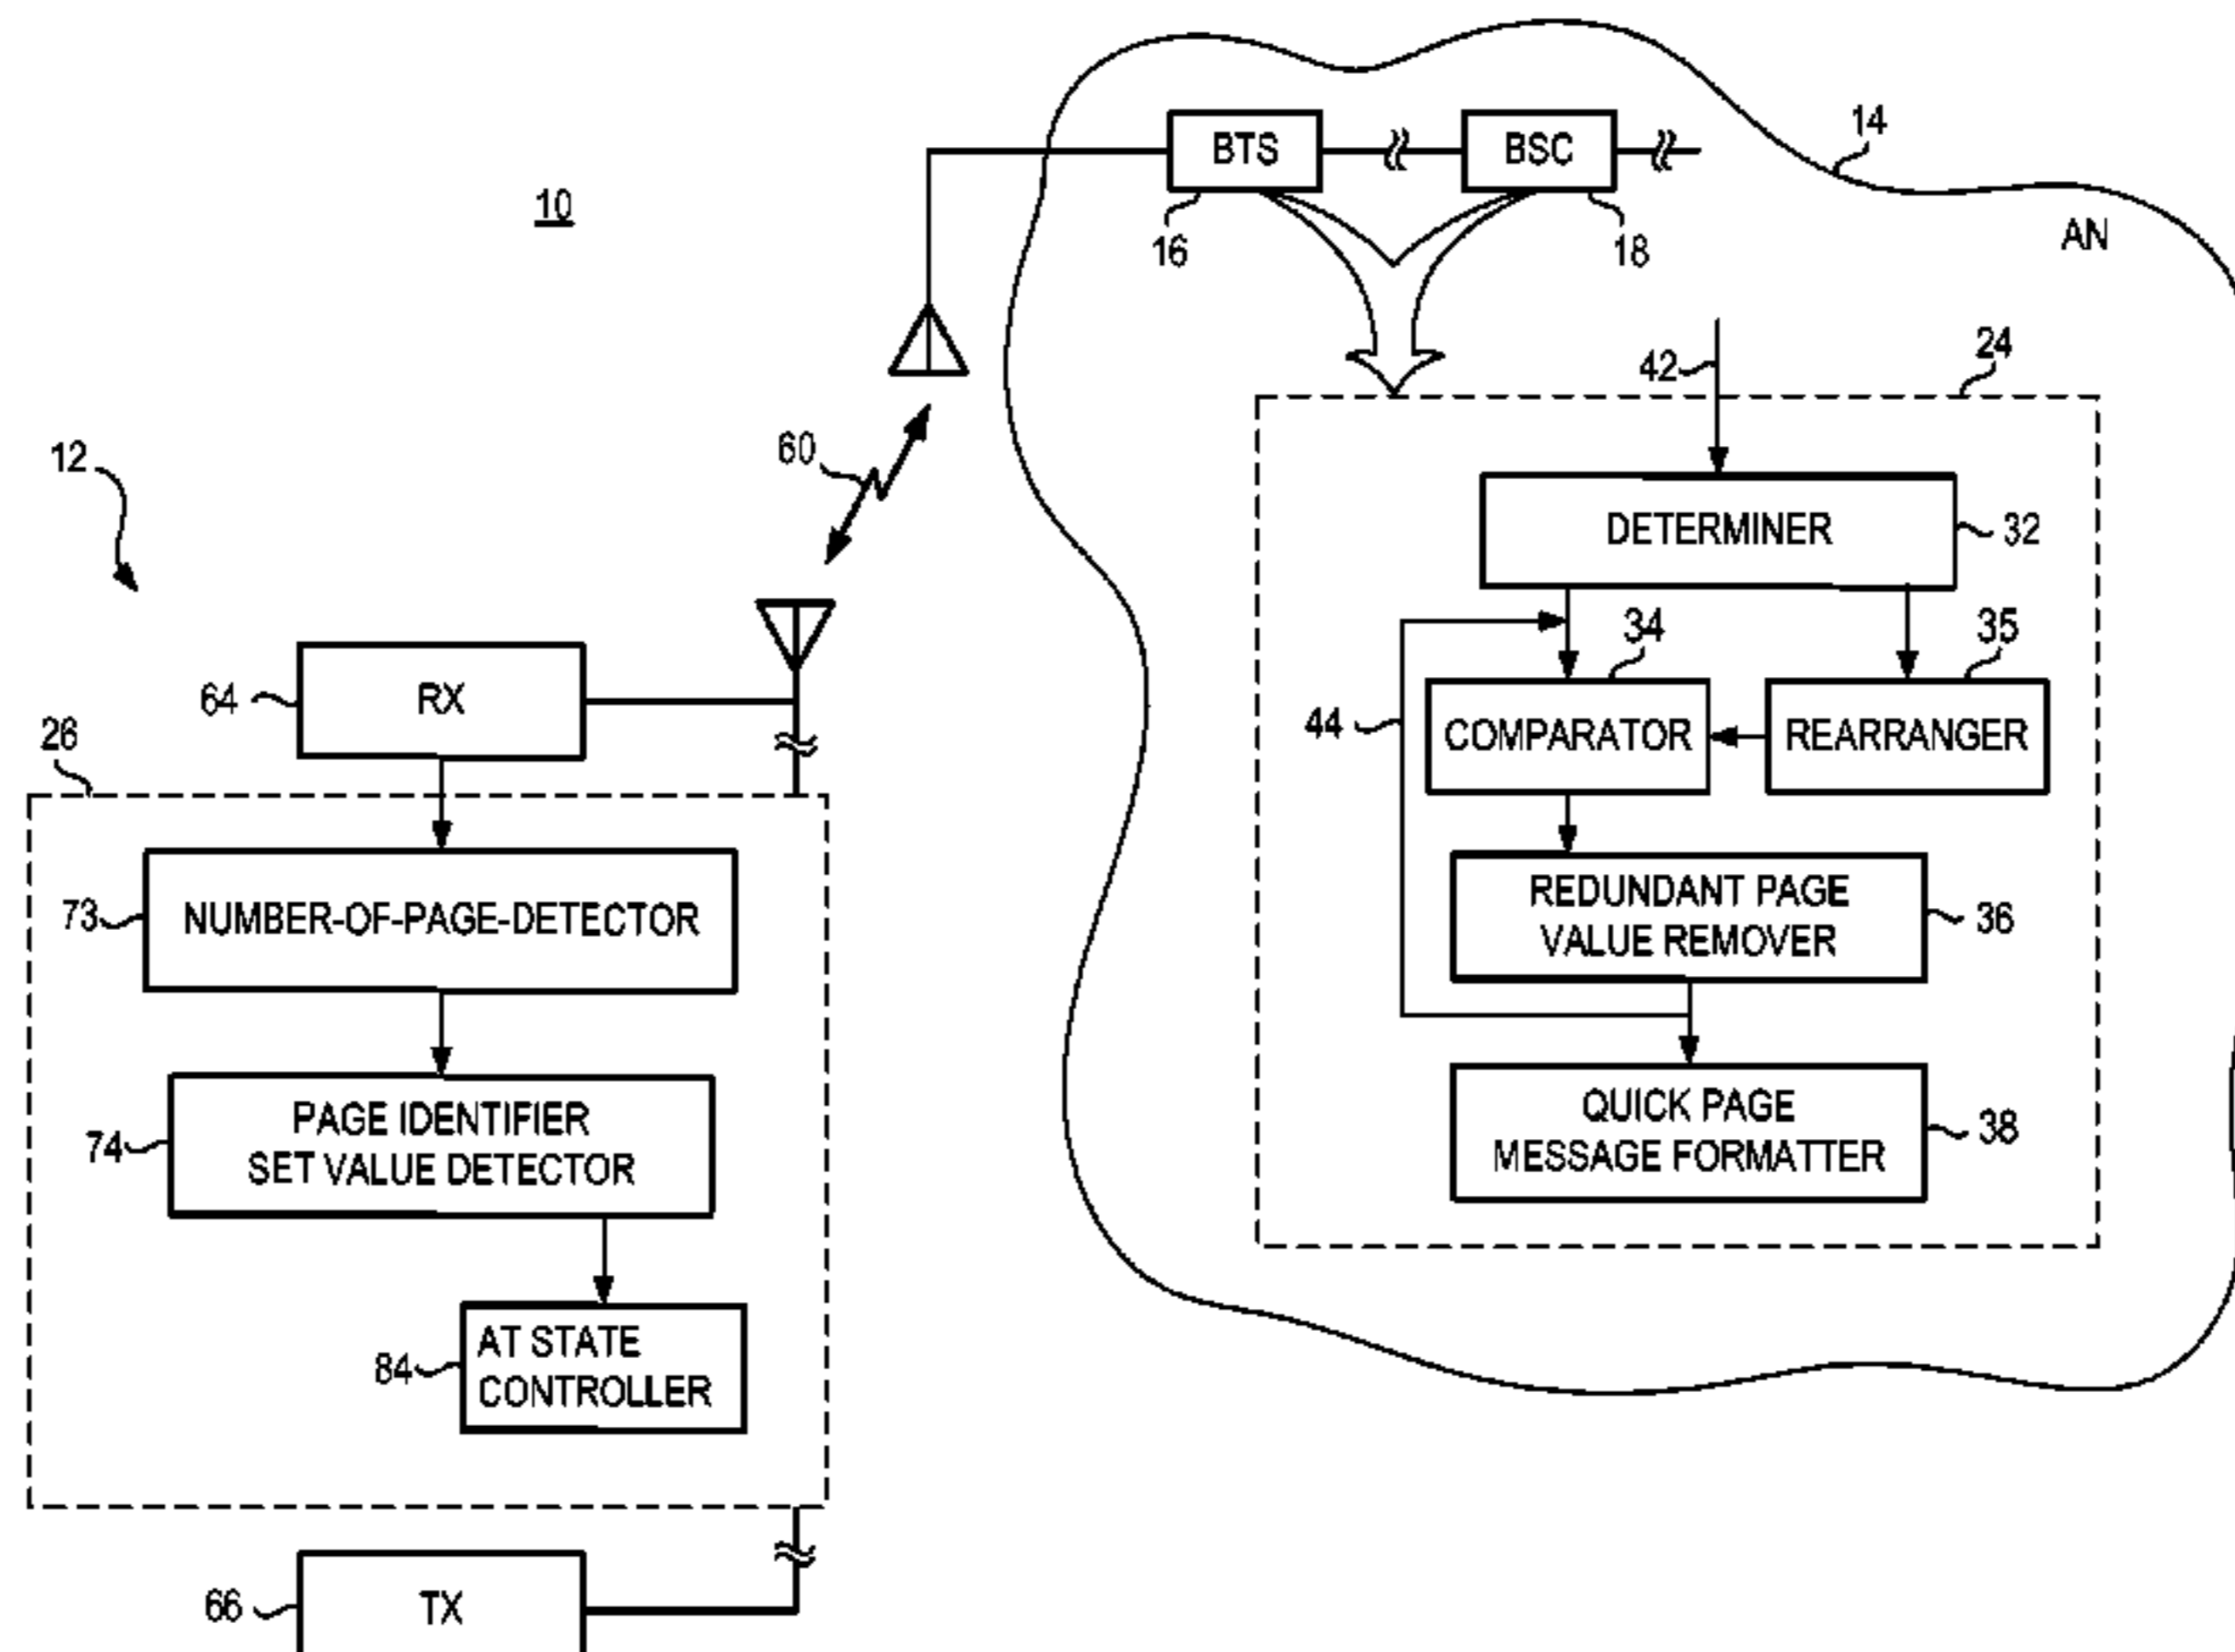 10
BTS
BSC
14
16
18
AN
42
24
12
60
DETERMINER
32
34
35
RX
64
44
COMPARATOR
REARRANGER
26
NUMBER-OF-PAGE-DETECTOR
73
REDUNDANT PAGE
VALUE REMOVER
36
PAGE IDENTIFIER
SET VALUE DETECTOR
74
QUICK PAGE
MESSAGE FORMATTER
38
AT STATE
CONTROLLER
84
TX
66